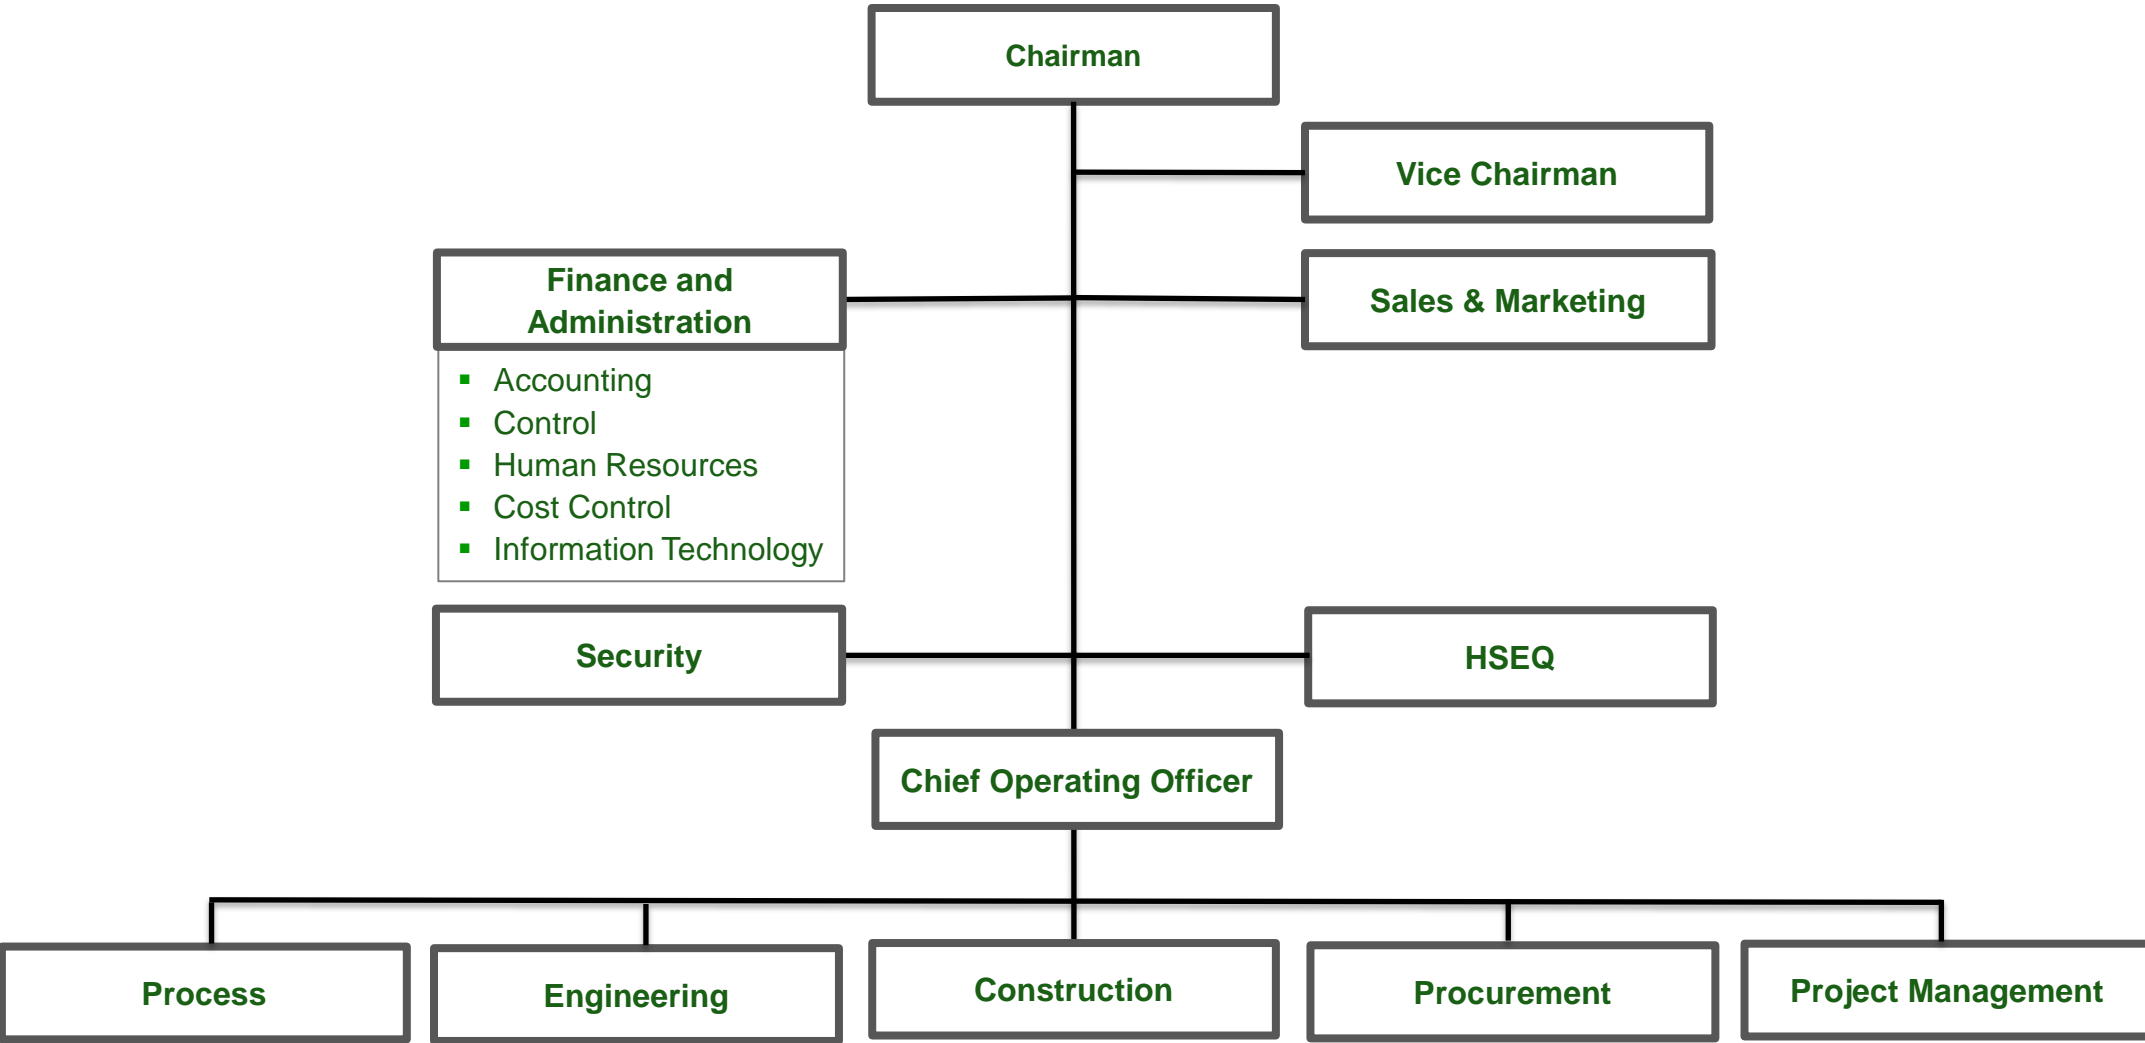 Chairman
Vice Chairman
Finance and
Administration
Sales & Marketing
Accounting
Control
Human Resources
Cost Control
Information Technology
Security
HSEQ
Chief Operating Officer
Process
Engineering
Construction
Procurement
Project Management